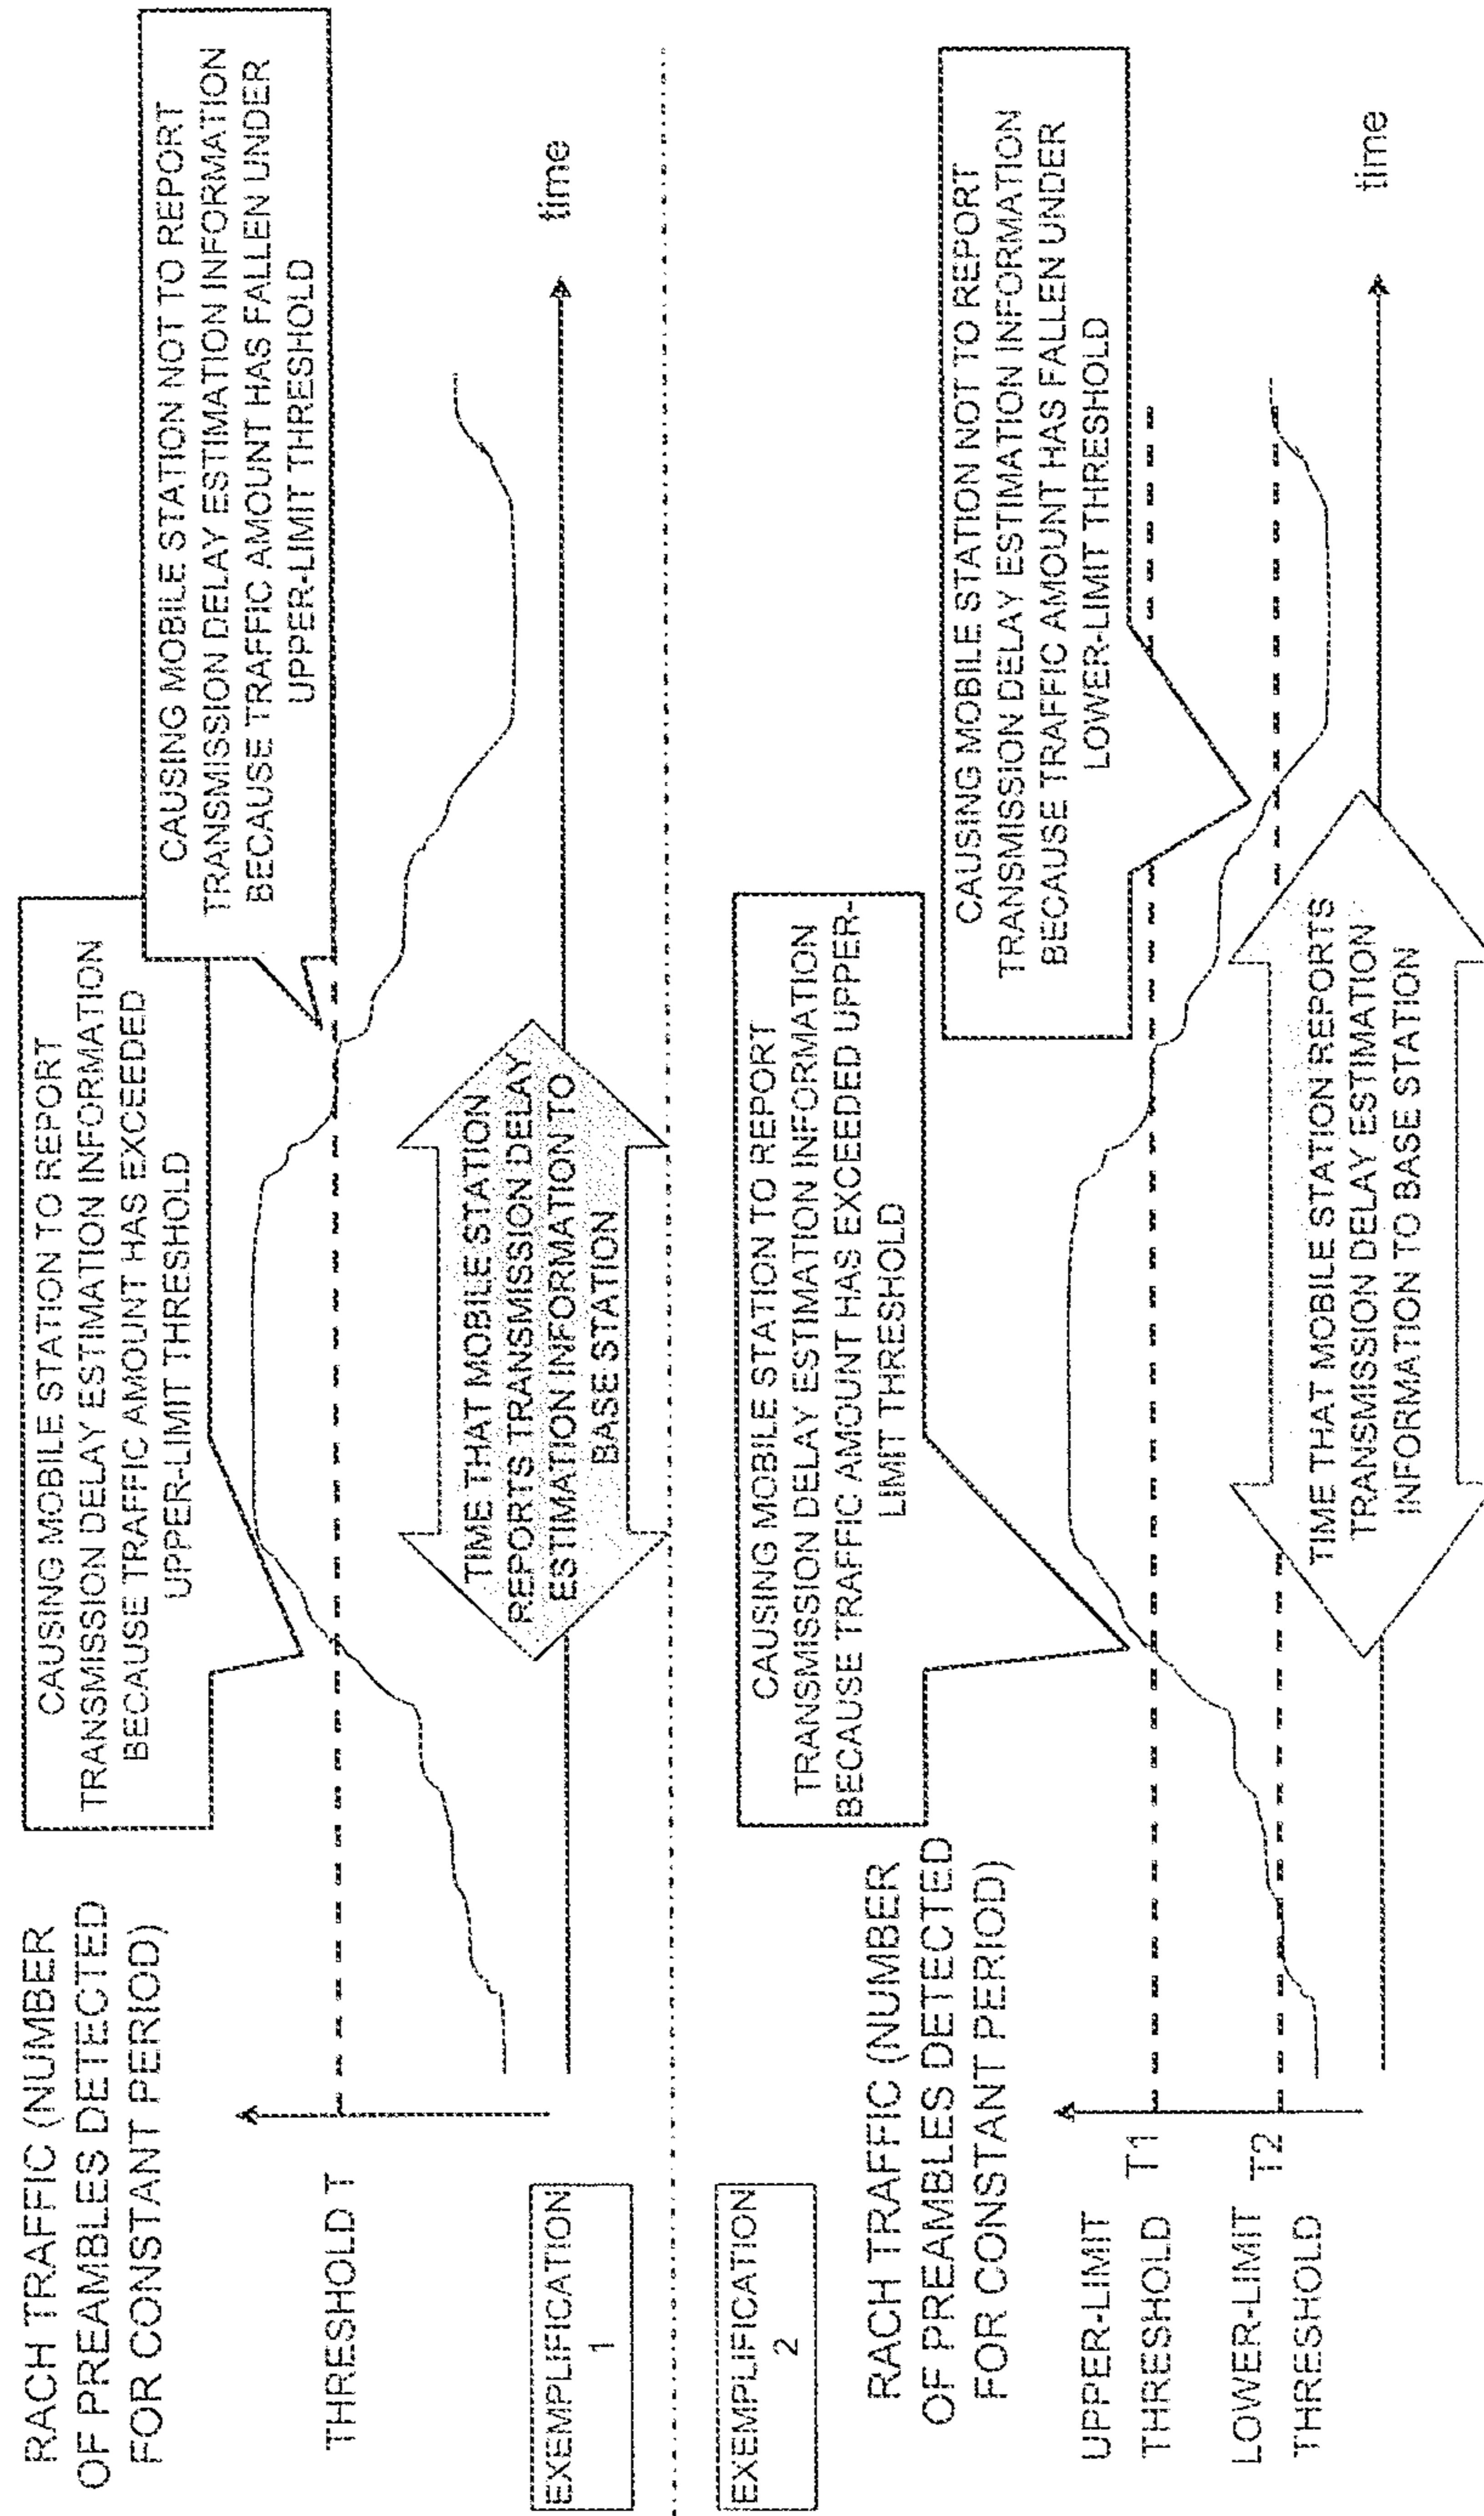 RACH TRAFFIC (NUMBER
OF PREAMBLES DETECTED
FOR CONSTANT PERIOD)
CAUSING MOBILE STATION TO REPORT
TRANSMISSION DELAY ESTIMATION INFORMATION
BECAUSE TRAFFIC AMOUNT HAS EXCEEDED
UPPER-LIMIT THRESHOLD
CAUSING MOBILE STATION NOT TO REPORT
TRANSMISSION DELAY ESTIMATION INFORMATION
BECAUSE TRAFFIC AMOUNT HAS FALLEN UNDER
UPPER-LIMIT THRESHOLD
THRESHOLD T
TIME THAT MOBILE STATION
REPORTS TRANSMISSION DELAY
ESTIMATION INFORMATION TO
BASE STATION
time
EXEMPLIFICATION
1
EXEMPLIFICATION
2
RACH TRAFFIC (NUMBER
OF PREAMBLES DETECTED
FOR CONSTANT PERIOD)
CAUSING MOBILE STATION TO REPORT
TRANSMISSION DELAY ESTIMATION INFORMATION
BECAUSE TRAFFIC AMOUNT HAS EXCEEDED UPPER-
LIMIT THRESHOLD
CAUSING MOBILE STATION NOT TO REPORT
TRANSMISSION DELAY ESTIMATION INFORMATION
BECAUSE TRAFFIC AMOUNT HAS FALLEN UNDER
LOWER-LIMIT THRESHOLD
UPPER-LIMIT
THRESHOLD T1
LOWER-LIMIT
THRESHOLD T2
TIME THAT MOBILE STATION REPORTS
TRANSMISSION DELAY ESTIMATION
INFORMATION TO BASE STATION
time